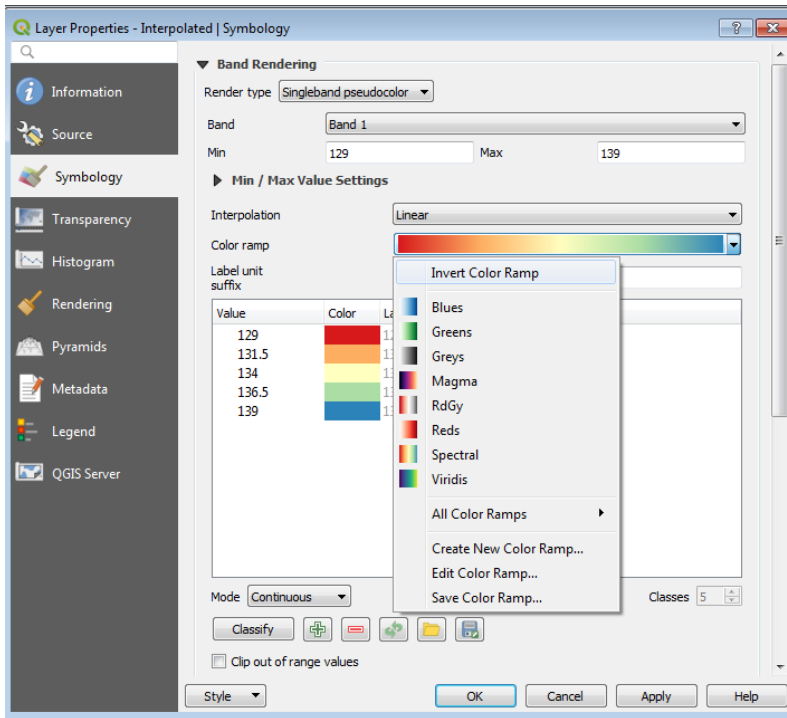 Layer Properties - Interpolated | Symbology
Information
Source
Symbology
Transparency
Histogram
Rendering
Pyramids
Metadata
Legend
QGIS Server
Band Rendering
Render type Singleband pseudocolor
Band Band 1
Min 129 Max 139
Min / Max Value Settings
Interpolation Linear
Color ramp
Label unit
suffix
Value Color
129
131.5
134
136.5
139
Invert Color Ramp
Blues
Greens
Greys
Magma
RdGy
Reds
Spectral
Viridis
All Color Ramps
Create New Color Ramp...
Edit Color Ramp...
Save Color Ramp...
Mode Continuous Classes 5
Classify
Clip out of range values
Style OK Cancel Apply Help